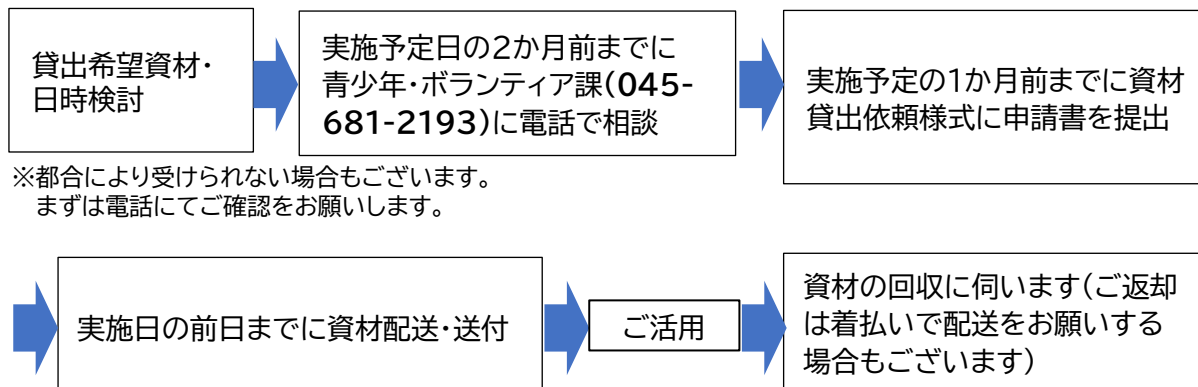 貸出希望資材・
日時検討
実施予定日の2か月前までに
青少年・ボランティア課(045-
681-2193)に電話で相談
実施予定の1か月前までに資材
貸出依頼様式に申請書を提出
※都合により受けられない場合もございます。
まずは電話にてご確認をお願いします。
実施日の前日までに資材配送・送付
ご活用
資材の回収に伺います(ご返却
は着払いで配送をお願いする
場合もございます)